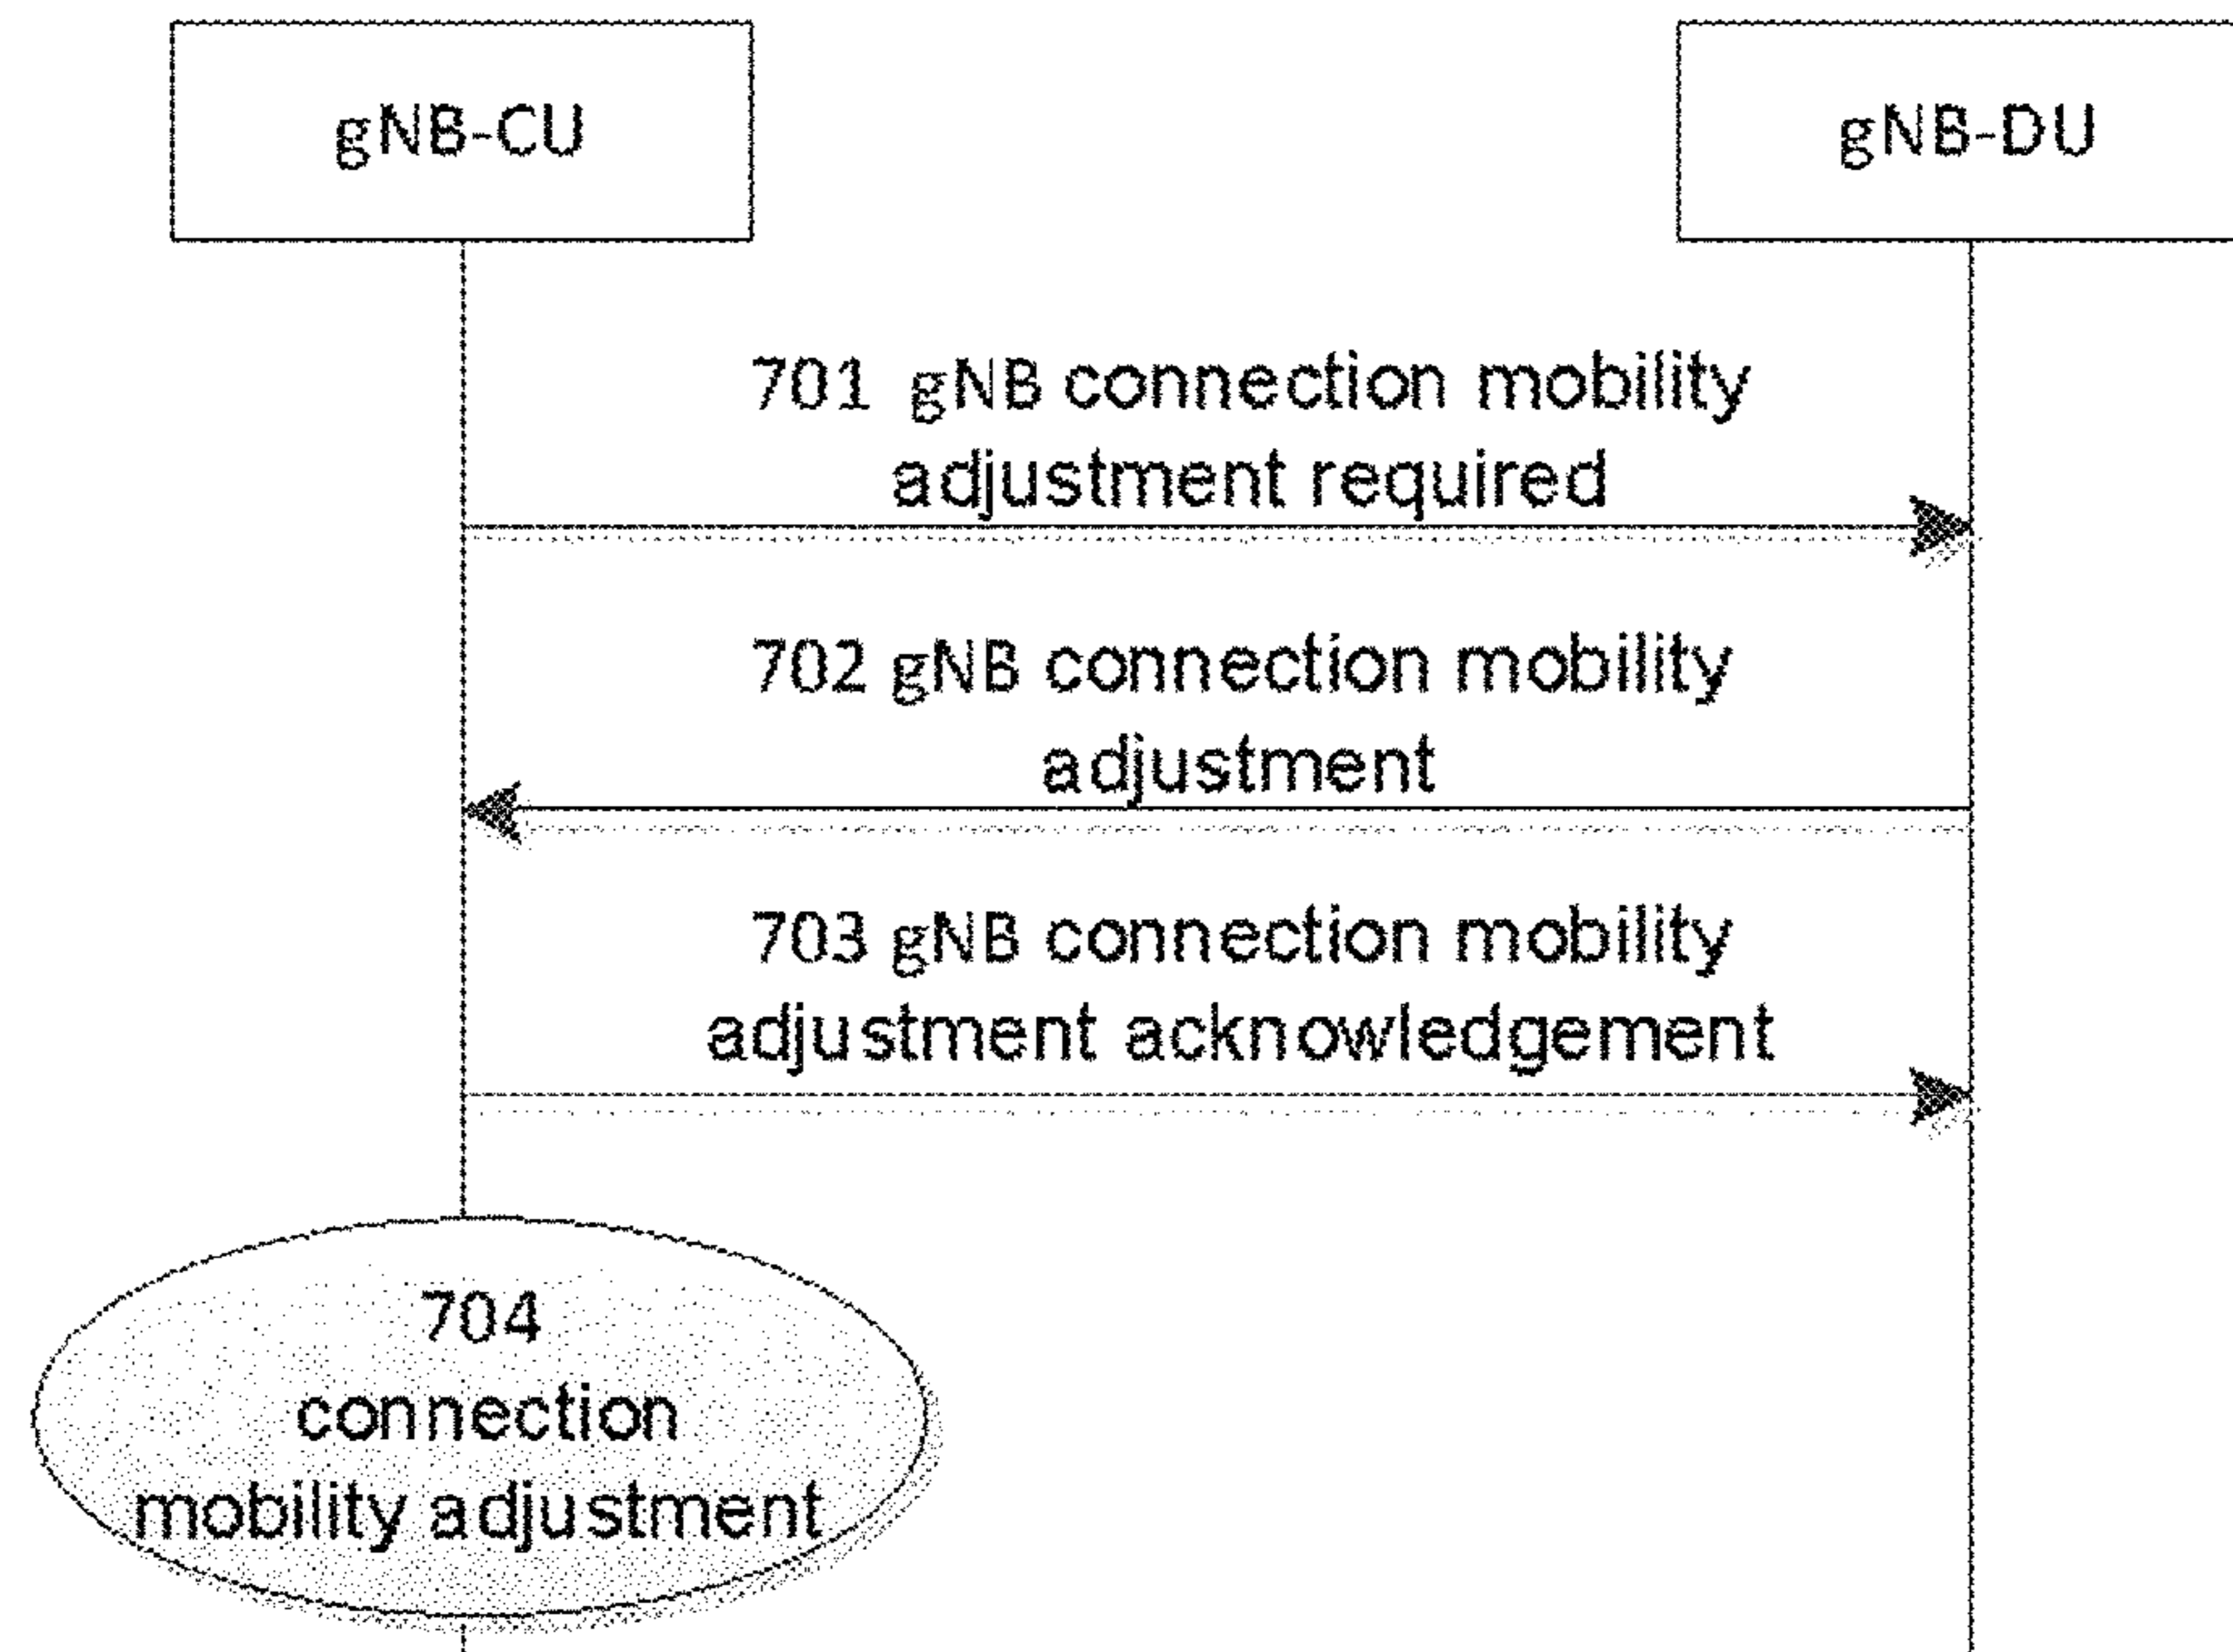 gNB-CU
gNB-DU
701 gNB connection mobility
adjustment required
702 gNB connection mobility
adjustment
703 gNB connection mobility
adjustment acknowledgement
704
connection
mobility adjustment